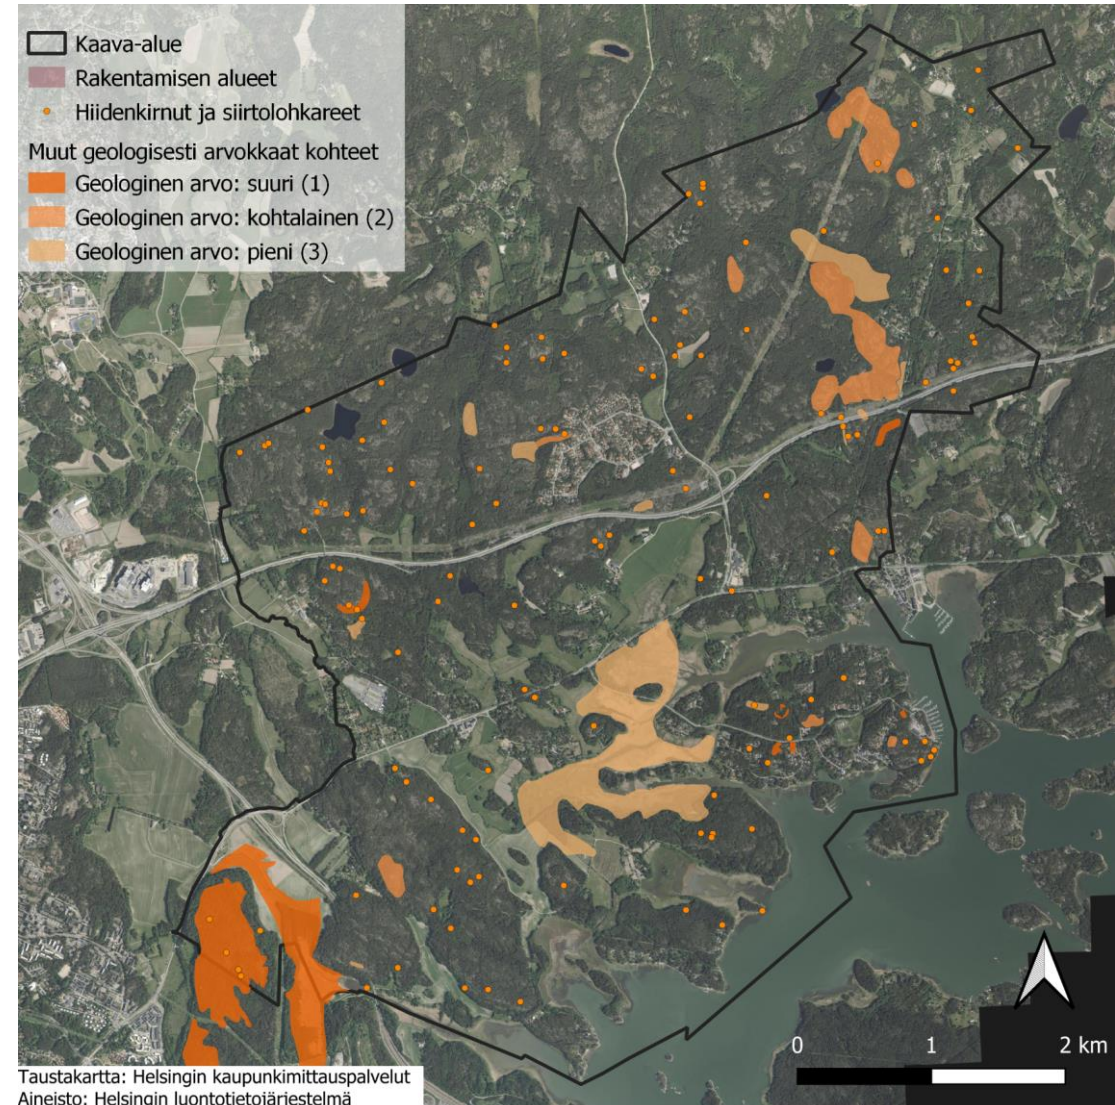 Kaava-alue
Rakentamisen alueet
Hiidenkirnut ja siirtolohkareet
Muut geologisesti arvokkaat kohteet
Geologinen arvo: suuri (1)
Geologinen arvo: kohtalainen (2)
Geologinen arvo: pieni (3)
0 1 2 km
Taustakartta: Helsingin kaupunkimittauspalvelut
Aineisto: Helsingin luontotietojärjestelmä